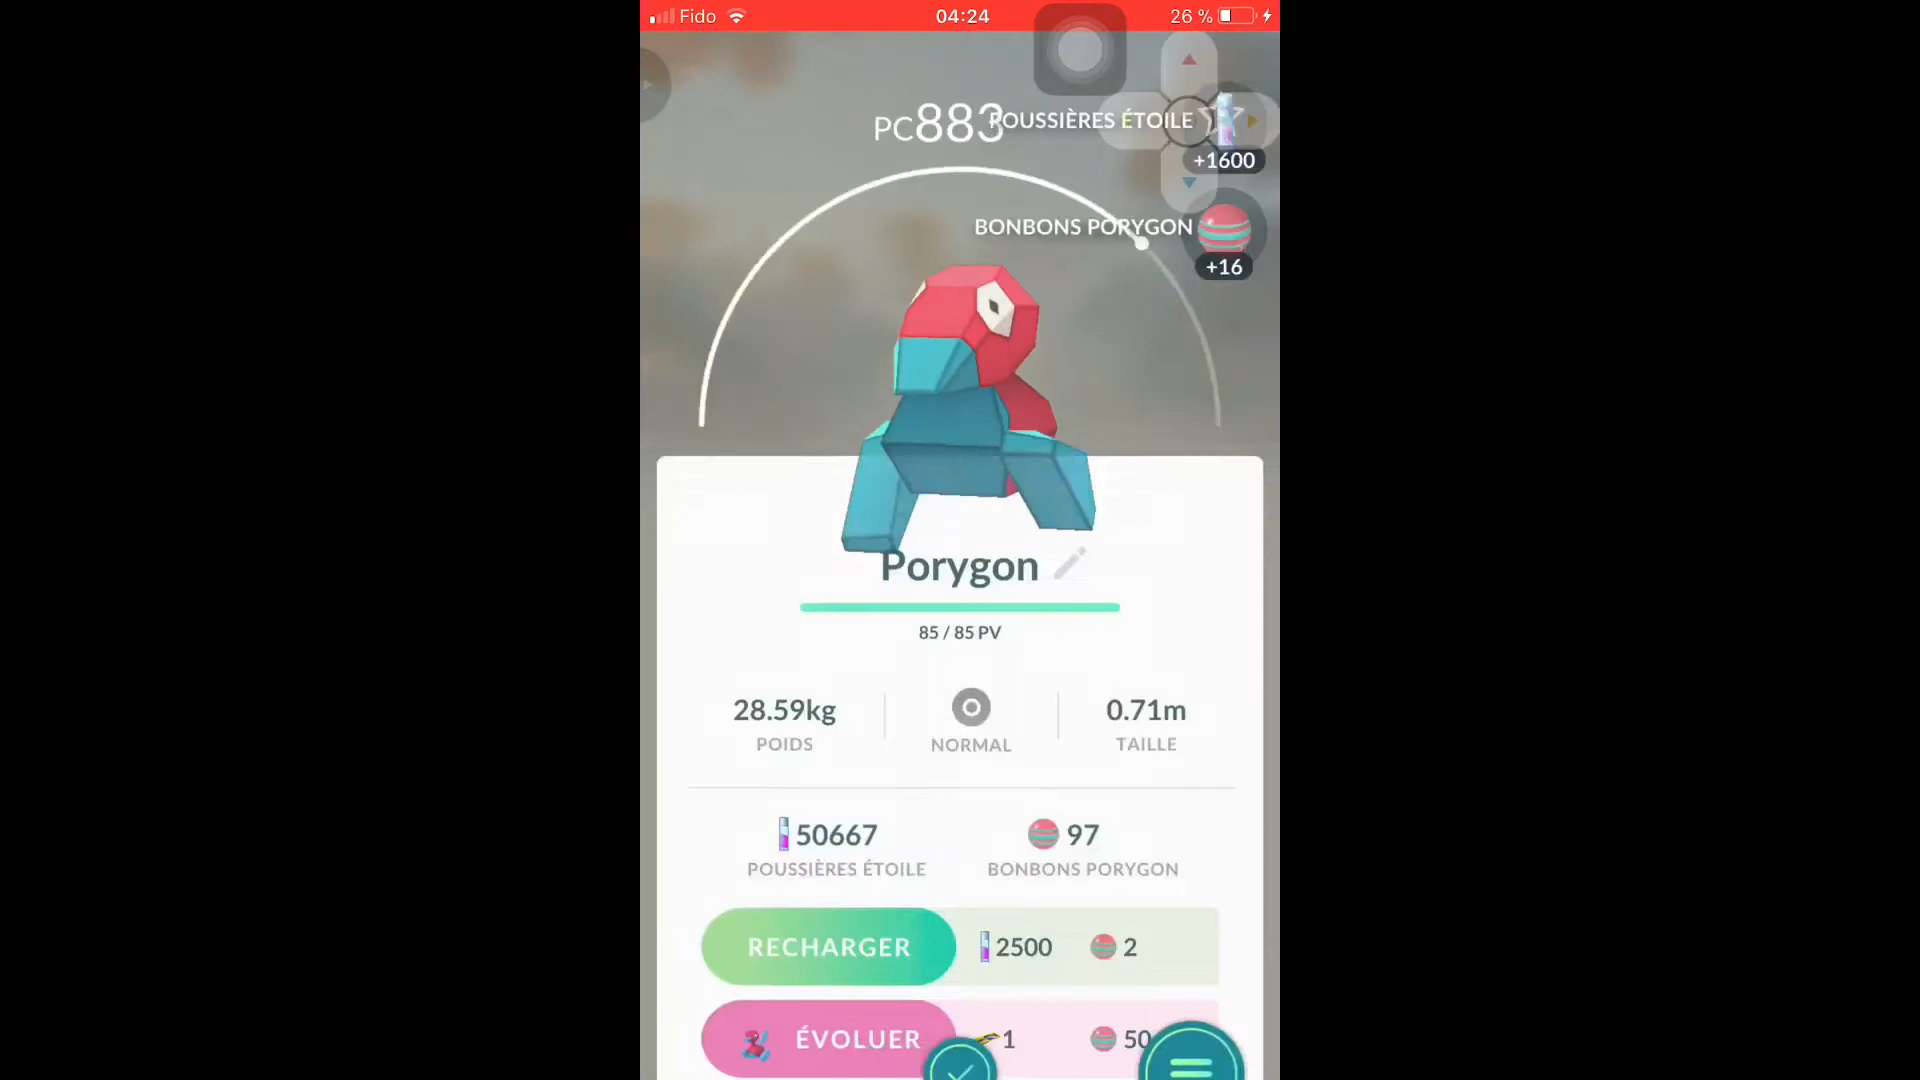 Fido 04:24 26 %
PC883
POUSSIÈRES ÉTOILE
+1600
BONBONS PORYGON
+16
Porygon
85 / 85 PV
28.59kg
POIDS
NORMAL
0.71m
TAILLE
50667
POUSSIÈRES ÉTOILE
97
BONBONS PORYGON
RECHARGER 2500 2
ÉVOLUER 1 50